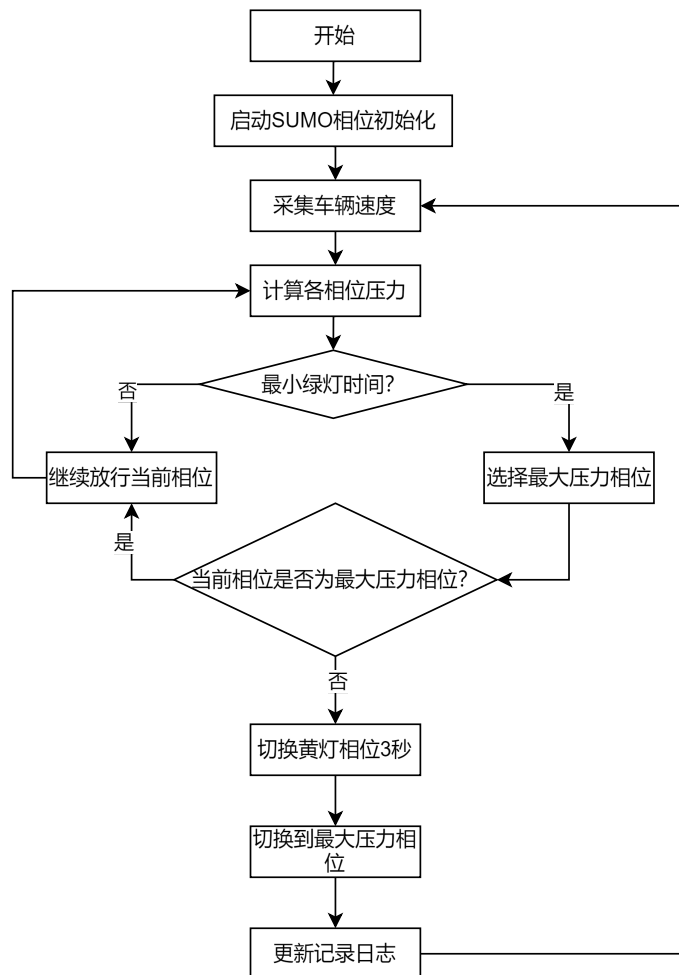 开始
启动SUMO相位初始化
采集车辆速度
计算各相位压力
最小绿灯时间?
否
是
继续放行当前相位
选择最大压力相位
是
当前相位是否为最大压力相位?
否
切换黄灯相位3秒
切换到最大压力相
位
更新记录日志